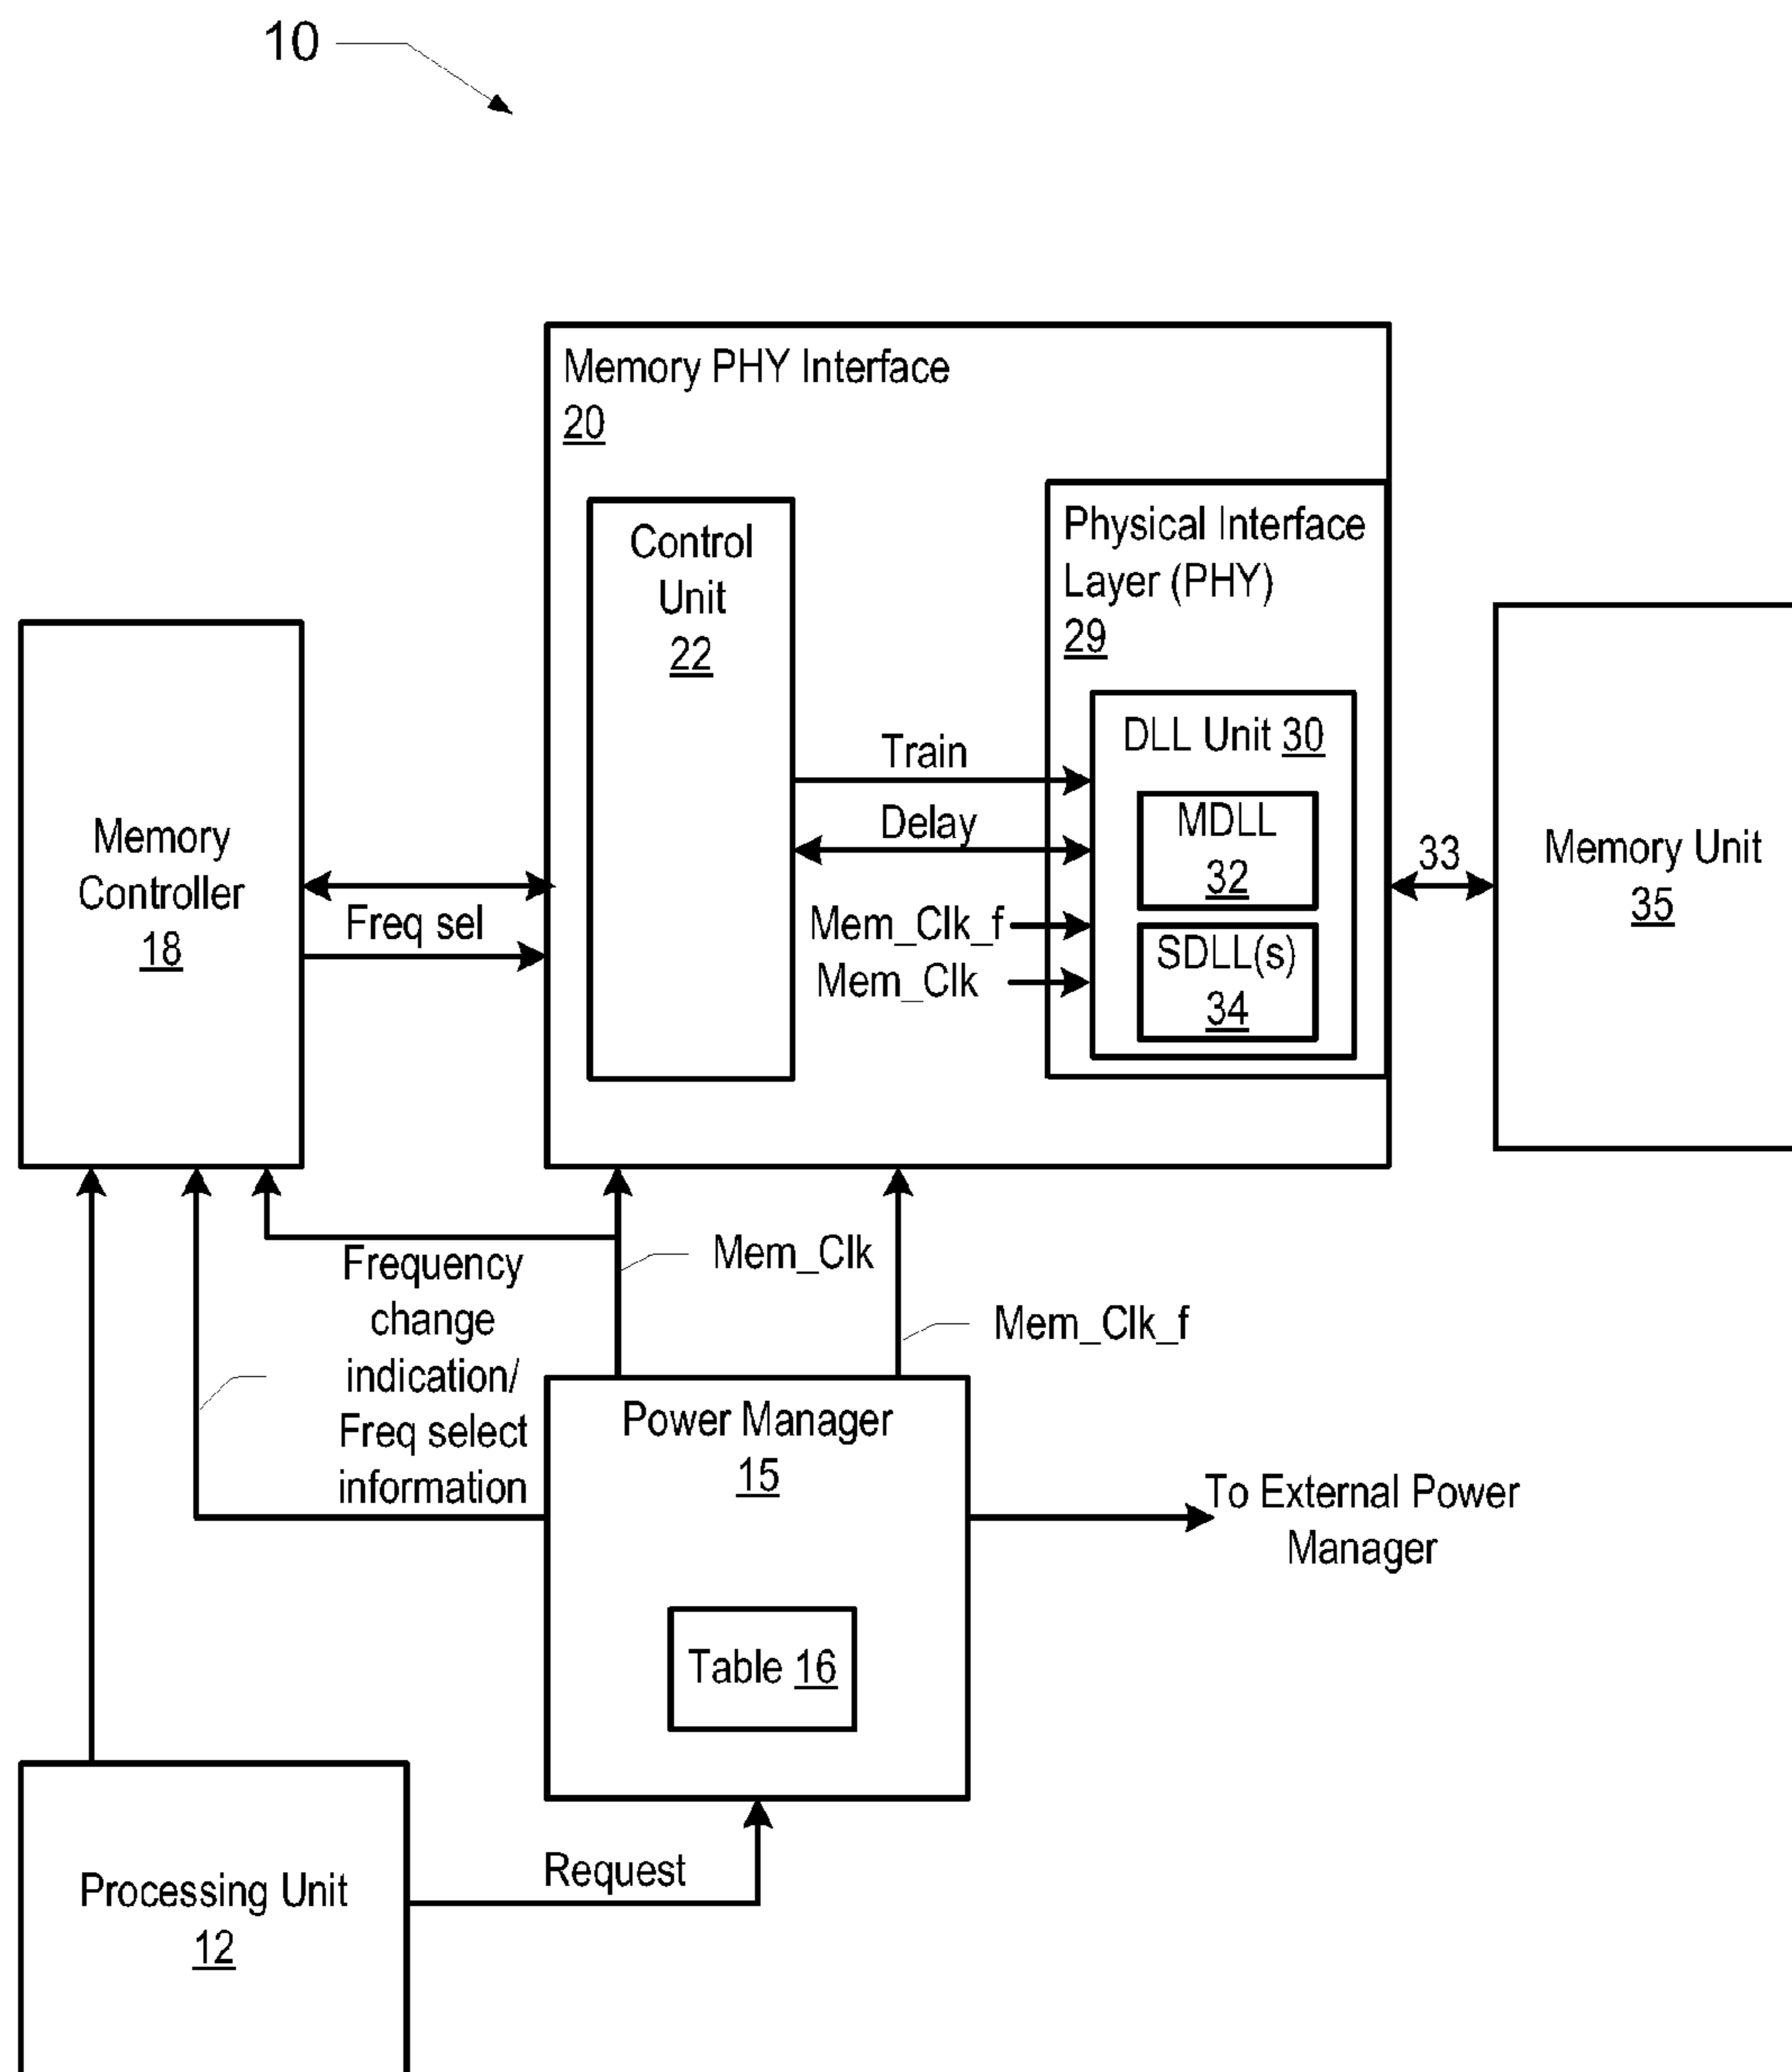 10
Memory PHY Interface
20
Control
Unit
22
Physical Interface
Layer (PHY)
29
DLL Unit 30
MDLL
32
SDLL(s)
34
Train
Delay
Mem_Clk_f
Mem_Clk
Memory
Controller
18
Freq sel
33
Memory Unit
35
Frequency
change
indication/
Freq select
information
Mem_Clk
Mem_Clk_f
Power Manager
15
Table 16
To External Power
Manager
Request
Processing Unit
12